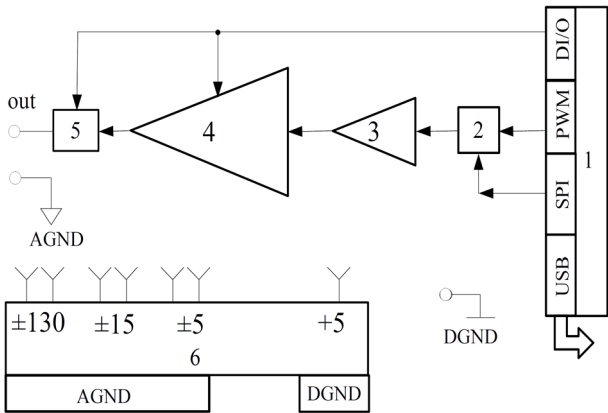 DI/O
out
5
4
3
2
PWM
1
SPI
AGND
USB
±130 ±15 ±5 +5
DGND
6
AGND DGND